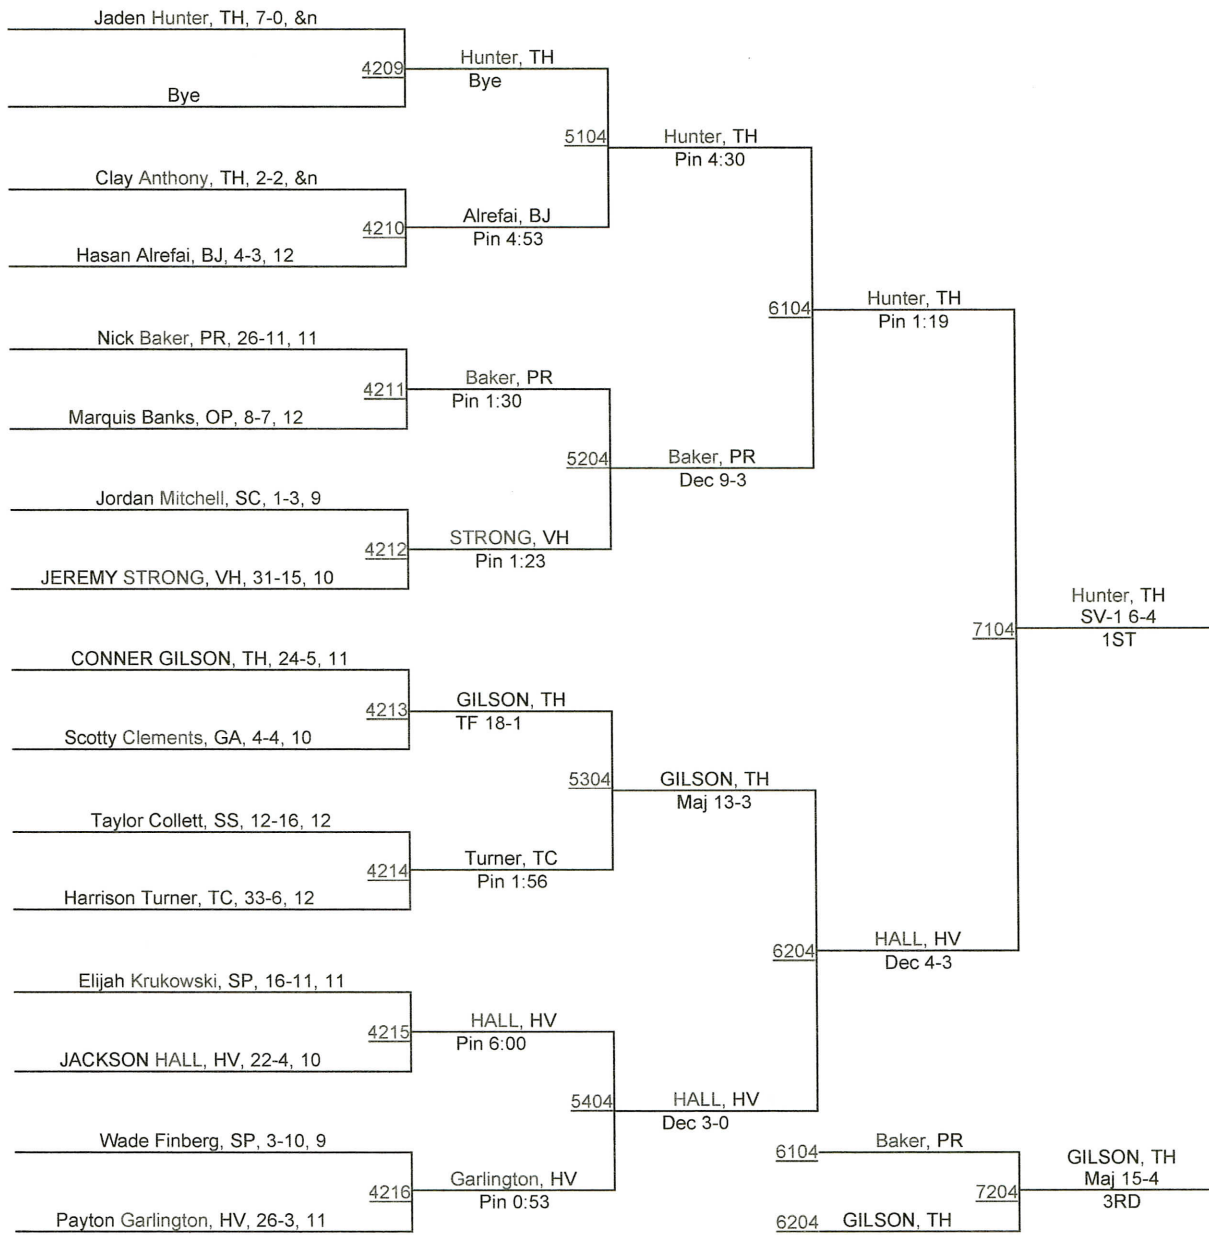 Jaden Hunter, TH, 7-0, &n
4209
Hunter, TH
Bye
Bye
5104
Hunter, TH
Pin 4:30
Clay Anthony, TH, 2-2, &n
4210
Alrefai, BJ
Pin 4:53
Hasan Alrefai, BJ, 4-3, 12
6104
Hunter, TH
Pin 1:19
Nick Baker, PR, 26-11, 11
4211
Baker, PR
Pin 1:30
Marquis Banks, OP, 8-7, 12
5204
Baker, PR
Dec 9-3
Jordan Mitchell, SC, 1-3, 9
4212
STRONG, VH
Pin 1:23
JEREMY STRONG, VH, 31-15, 10
7104
Hunter, TH
SV-1 6-4
1ST
CONNER GILSON, TH, 24-5, 11
4213
GILSON, TH
TF 18-1
Scotty Clements, GA, 4-4, 10
5304
GILSON, TH
Maj 13-3
Taylor Collett, SS, 12-16, 12
4214
Turner, TC
Pin 1:56
Harrison Turner, TC, 33-6, 12
6204
HALL, HV
Dec 4-3
Elijah Krukowski, SP, 16-11, 11
4215
HALL, HV
Pin 6:00
JACKSON HALL, HV, 22-4, 10
5404
HALL, HV
Dec 3-0
Wade Finberg, SP, 3-10, 9
4216
Garlington, HV
Pin 0:53
Payton Garlington, HV, 26-3, 11
6104
Baker, PR
7204
GILSON, TH
Maj 15-4
3RD
6204
GILSON, TH